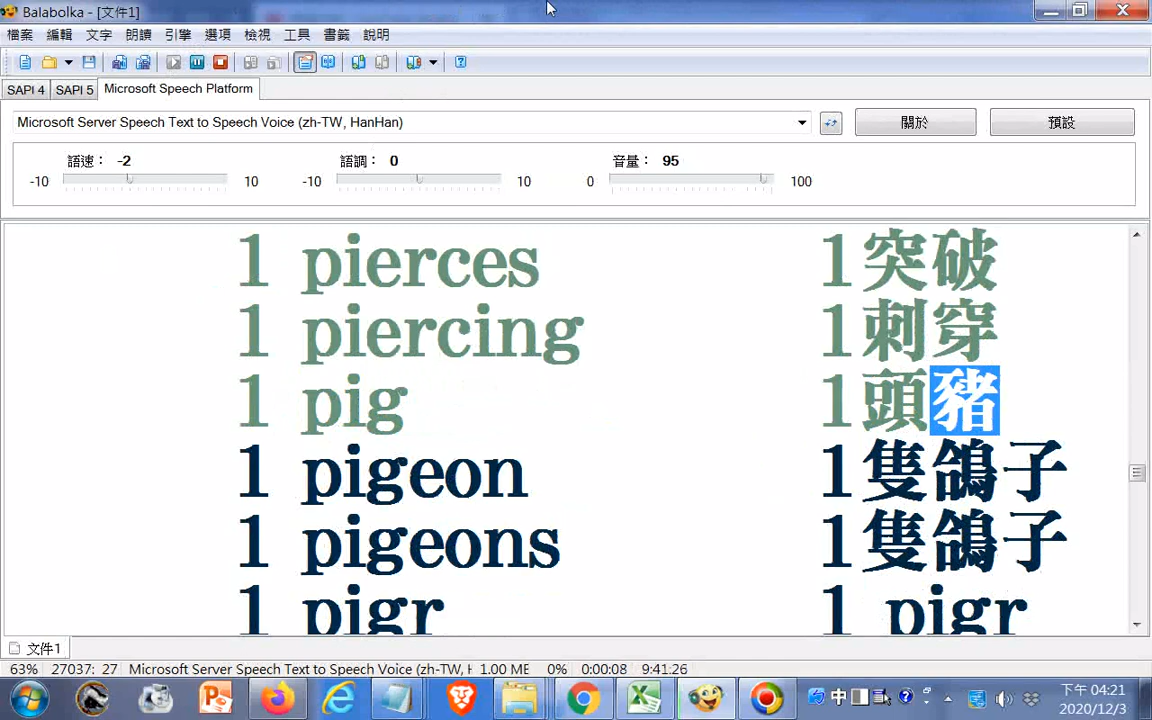 Balabolka - [文件1]
檔案 編輯 文字 朗讀 引擎 選項 檢視 工具 書籤 說明
SAPI 4 SAPI 5 Microsoft Speech Platform
Microsoft Server Speech Text to Speech Voice (zh-TW, HanHan) 關於 預設
語速： -2 語調： 0 音量： 95
-10 10 -10 10 0 100
1 pierces 1突破
1 piercing 1刺穿
1 pig 1頭豬
1 pigeon 1隻鴿子
1 pigeons 1隻鴿子
1 pigr 1 pigr
文件1
63% 27037: 27 Microsoft Server Speech Text to Speech Voice (zh-TW, 1.00 ME 0% 0:00:08 9:41:26
中 下午 04:21
2020/12/3